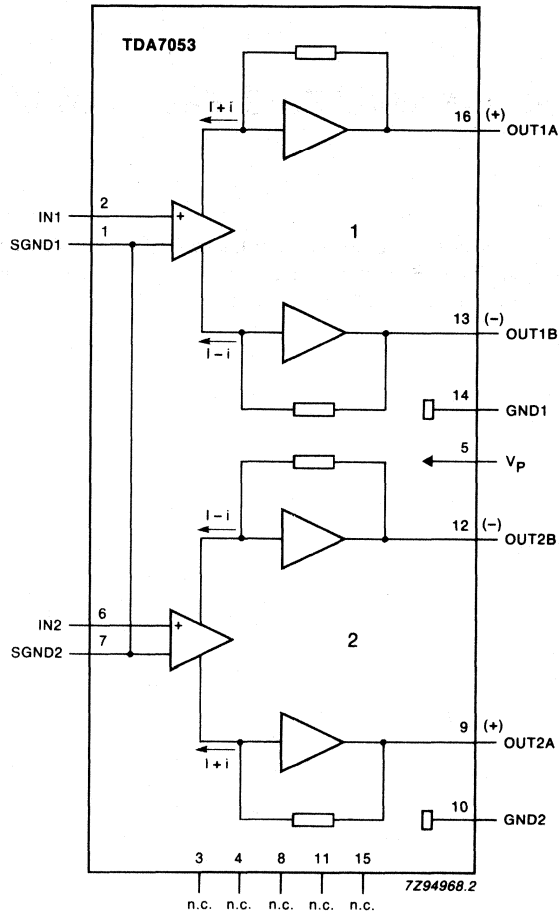 TDA7053
I + i
16 (+) OUT1A
IN1 2
+
SGND1 1
1
13 (−) OUT1B
I − i
14 GND1
5 VP
I − i
12 (−) OUT2B
IN2 6
+
SGND2 7
2
9 (+) OUT2A
I + i
10 GND2
3 4 8 11 15
7Z94968.2
n.c. n.c. n.c. n.c. n.c.